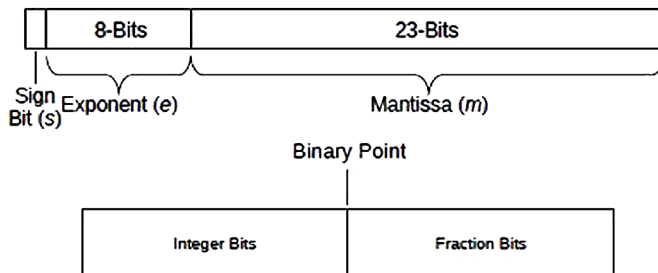 8-Bits 23-Bits
Sign
Bit (s) Exponent (e) Mantissa (m)
Binary Point
Integer Bits Fraction Bits